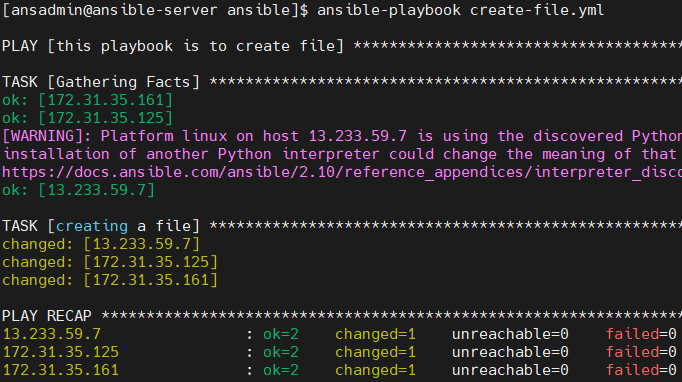 [ansadmin@ansible-server ansible]$ ansible-playbook create-file.yml
PLAY [this playbook is to create file] *************************************
TASK [Gathering Facts] *****************************************************
ok: [172.31.35.161]
ok: [172.31.35.125]
[WARNING]: Platform linux on host 13.233.59.7 is using the discovered Python
installation of another Python interpreter could change the meaning of that
https://docs.ansible.com/ansible/2.10/reference_appendices/interpreter_disco
ok: [13.233.59.7]
TASK [creating a file] *****************************************************
changed: [13.233.59.7]
changed: [172.31.35.125]
changed: [172.31.35.161]
PLAY RECAP *****************************************************************
13.233.59.7 : ok=2 changed=1 unreachable=0 failed=0
172.31.35.125 : ok=2 changed=1 unreachable=0 failed=0
172.31.35.161 : ok=2 changed=1 unreachable=0 failed=0